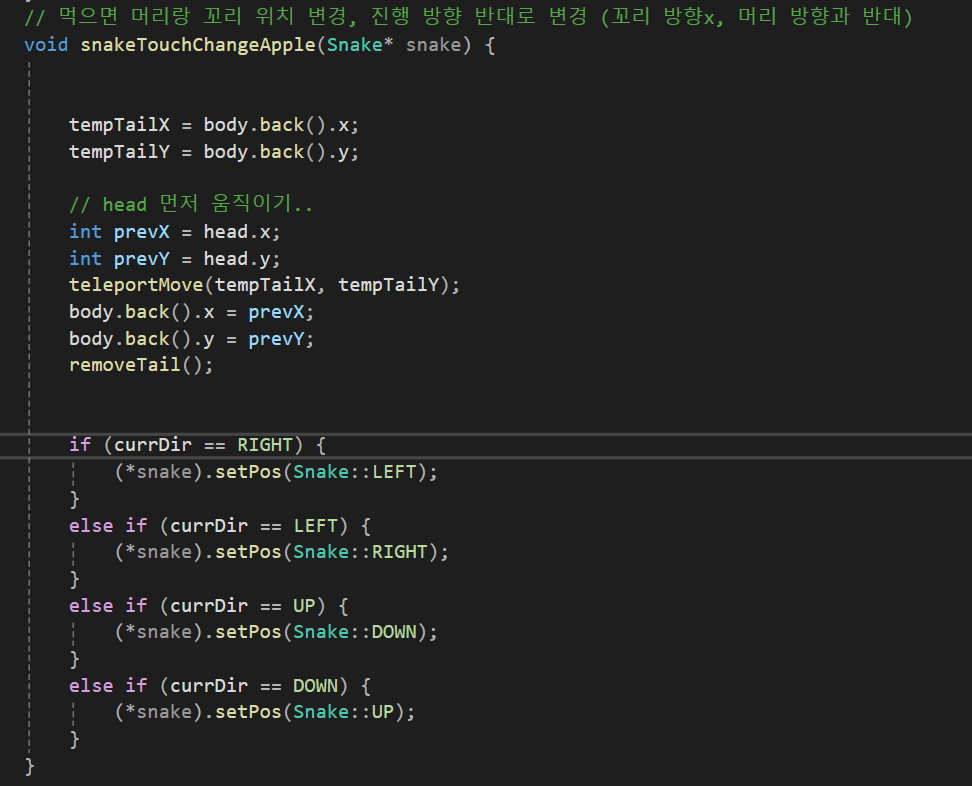 // 먹으면 머리랑 꼬리 위치 변경, 진행 방향 반대로 변경 (꼬리 방향x, 머리 방향과 반대)
void snakeTouchChangeApple(Snake* snake) {
tempTailX = body.back().x;
tempTailY = body.back().y;
// head 먼저 움직이기..
int prevX = head.x;
int prevY = head.y;
teleportMove(tempTailX, tempTailY);
body.back().x = prevX;
body.back().y = prevY;
removeTail();
if (currDir == RIGHT) {
(*snake).setPos(Snake::LEFT);
}
else if (currDir == LEFT) {
(*snake).setPos(Snake::RIGHT);
}
else if (currDir == UP) {
(*snake).setPos(Snake::DOWN);
}
else if (currDir == DOWN) {
(*snake).setPos(Snake::UP);
}
}